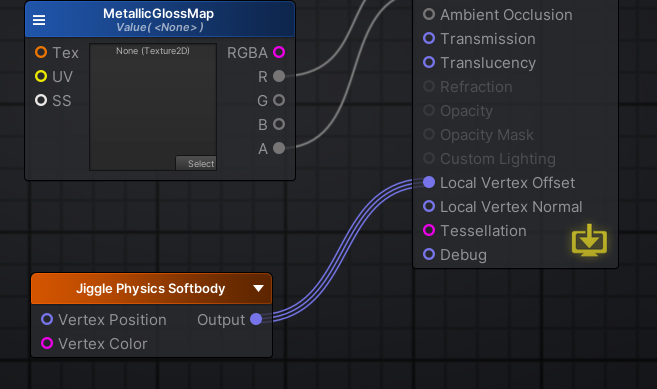 MetallicGlossMap
Value( <None> )
Tex
UV
SS
None (Texture2D)
Select
RGBA
R
G
B
A
Ambient Occlusion
Transmission
Translucency
Refraction
Opacity
Opacity Mask
Custom Lighting
Local Vertex Offset
Local Vertex Normal
Tessellation
Debug
Jiggle Physics Softbody
Vertex Position
Output
Vertex Color